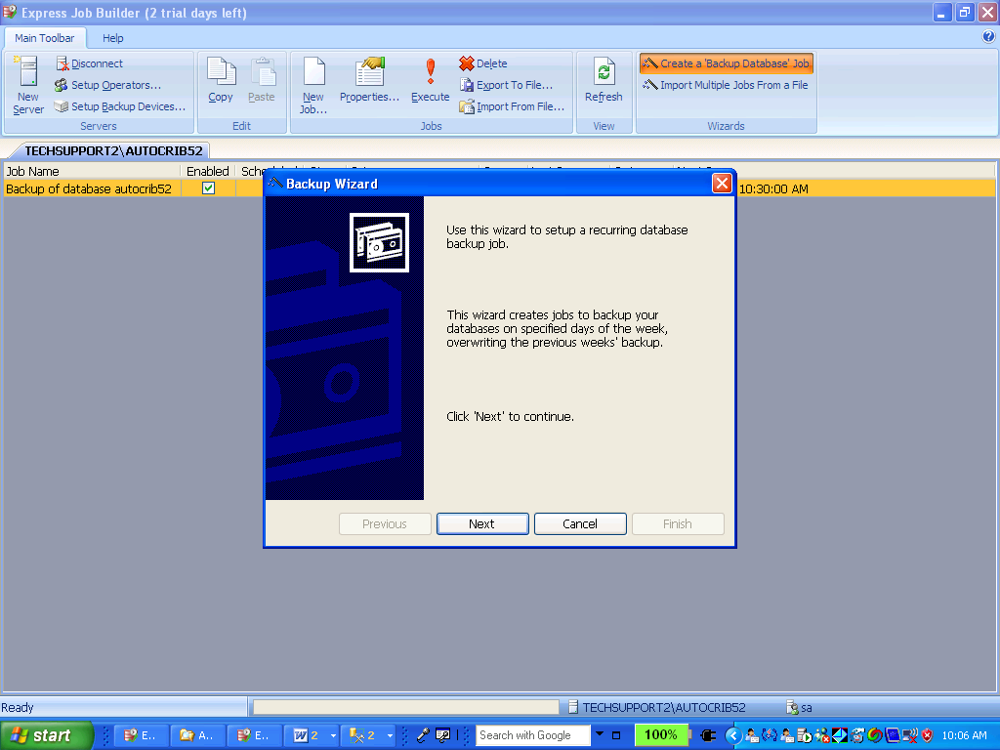 Express Job Builder (2 trial days left)
Main Toolbar
Help
New Server
Disconnect
Setup Operators...
Setup Backup Devices...
Servers
Copy
Paste
Edit
New Job...
Properties...
Execute
Delete
Export To File...
Import From File...
Jobs
Refresh
View
Create a 'Backup Database' Job
Import Multiple Jobs From a File
Wizards
TECHSUPPORT2\AUTOCRIB52
Job Name
Enabled
Backup of database autocrib52
10:30:00 AM
Backup Wizard
Use this wizard to setup a recurring database
backup job.
This wizard creates jobs to backup your
databases on specified days of the week,
overwriting the previous weeks' backup.
Click 'Next' to continue.
Previous
Next
Cancel
Finish
Ready
TECHSUPPORT2\AUTOCRIB52
sa
start
E...
A...
E...
2
2
Search with Google
100%
10:06 AM